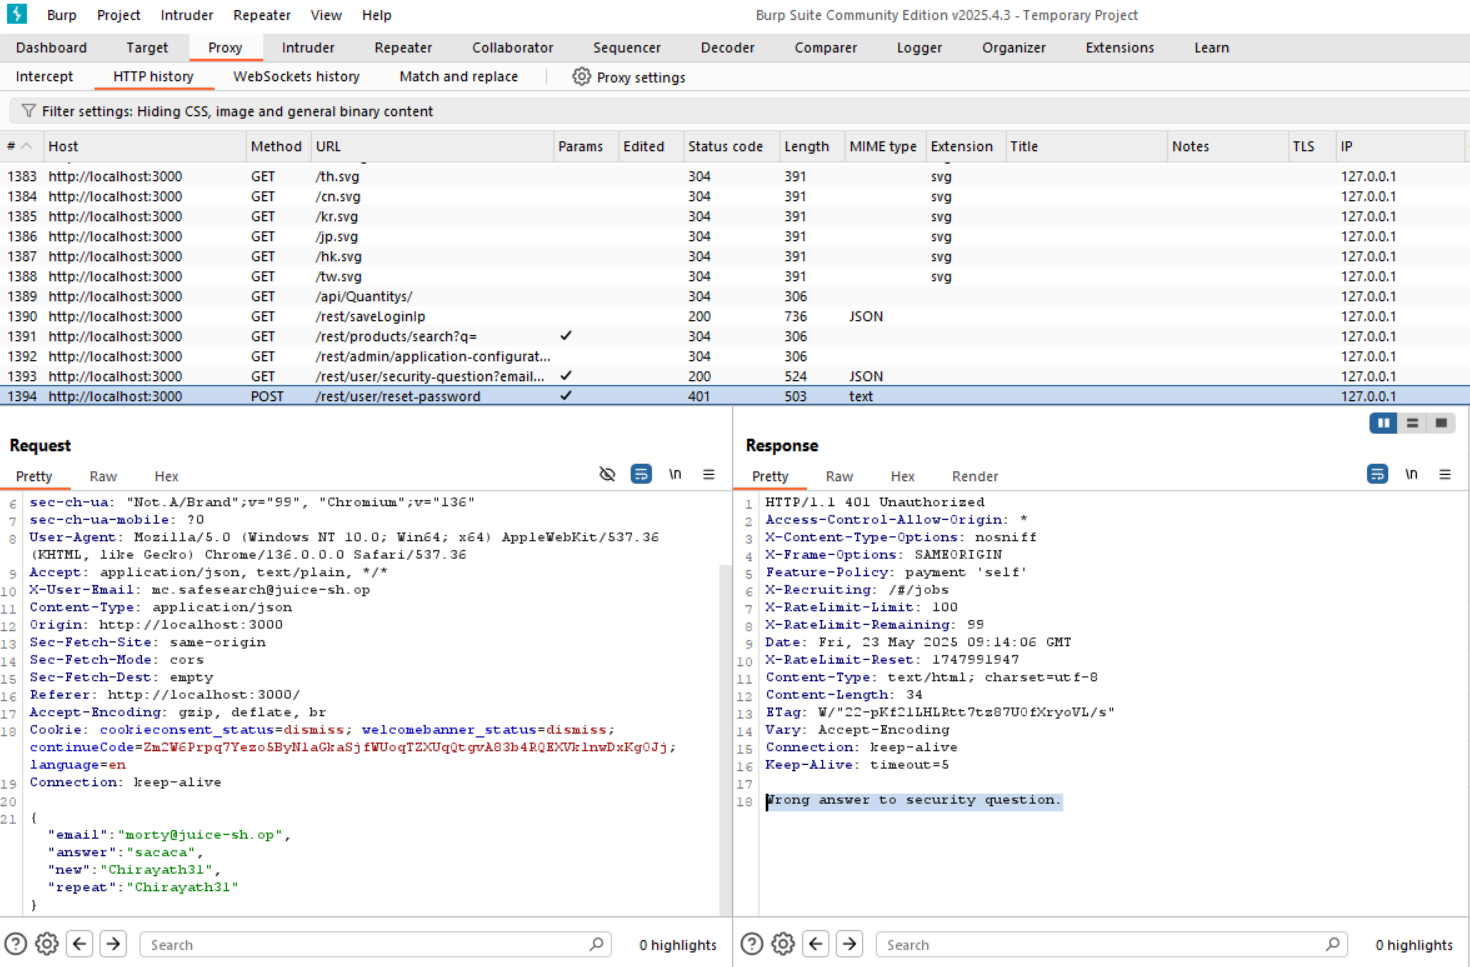 Burp Project Intruder Repeater View Help Burp Suite Community Edition v2025.4.3 - Temporary Project
Dashboard Target Proxy Intruder Repeater Collaborator Sequencer Decoder Comparer Logger Organizer Extensions Learn
Intercept HTTP history WebSockets history Match and replace Proxy settings
Filter settings: Hiding CSS, image and general binary content
# Host Method URL Params Edited Status code Length MIME type Extension Title Notes TLS IP
1383 http://localhost:3000 GET /th.svg 304 391 svg 127.0.0.1
1384 http://localhost:3000 GET /cn.svg 304 391 svg 127.0.0.1
1385 http://localhost:3000 GET /kr.svg 304 391 svg 127.0.0.1
1386 http://localhost:3000 GET /jp.svg 304 391 svg 127.0.0.1
1387 http://localhost:3000 GET /hk.svg 304 391 svg 127.0.0.1
1388 http://localhost:3000 GET /tw.svg 304 391 svg 127.0.0.1
1389 http://localhost:3000 GET /api/Quantitys/ 304 306 127.0.0.1
1390 http://localhost:3000 GET /rest/saveLoginIp 200 736 JSON 127.0.0.1
1391 http://localhost:3000 GET /rest/products/search?q= ✓ 304 306 127.0.0.1
1392 http://localhost:3000 GET /rest/admin/application-configurat... 304 306 127.0.0.1
1393 http://localhost:3000 GET /rest/user/security-question?email... ✓ 200 524 JSON 127.0.0.1
1394 http://localhost:3000 POST /rest/user/reset-password ✓ 401 503 text 127.0.0.1
Request
Pretty Raw Hex \n
6 sec-ch-ua: "Not.A/Brand";v="99", "Chromium";v="136"
7 sec-ch-ua-mobile: ?0
8 User-Agent: Mozilla/5.0 (Windows NT 10.0; Win64; x64) AppleWebKit/537.36
(KHTML, like Gecko) Chrome/136.0.0.0 Safari/537.36
9 Accept: application/json, text/plain, */*
10 X-User-Email: mc.safesearch@juice-sh.op
11 Content-Type: application/json
12 Origin: http://localhost:3000
13 Sec-Fetch-Site: same-origin
14 Sec-Fetch-Mode: cors
15 Sec-Fetch-Dest: empty
16 Referer: http://localhost:3000/
17 Accept-Encoding: gzip, deflate, br
18 Cookie: cookieconsent_status=dismiss; welcomebanner_status=dismiss;
continueCode=Zm2W6Prpq7Yezo5ByNlaGkaSjfWUoqTZXUqQtgvA83b4RQEXVklnwDxKgOJj;
language=en
19 Connection: keep-alive
20
21 {
"email":"morty@juice-sh.op",
"answer":"sacaca",
"new":"Chirayath31",
"repeat":"Chirayath31"
}
Search 0 highlights
Response
Pretty Raw Hex Render \n
1 HTTP/1.1 401 Unauthorized
2 Access-Control-Allow-Origin: *
3 X-Content-Type-Options: nosniff
4 X-Frame-Options: SAMEORIGIN
5 Feature-Policy: payment 'self'
6 X-Recruiting: /#/jobs
7 X-RateLimit-Limit: 100
8 X-RateLimit-Remaining: 99
9 Date: Fri, 23 May 2025 09:14:06 GMT
10 X-RateLimit-Reset: 1747991947
11 Content-Type: text/html; charset=utf-8
12 Content-Length: 34
13 ETag: W/"22-pKf21LHLRtt7tz87U0fXryoVL/s"
14 Vary: Accept-Encoding
15 Connection: keep-alive
16 Keep-Alive: timeout=5
17
18 Wrong answer to security question.
Search 0 highlights